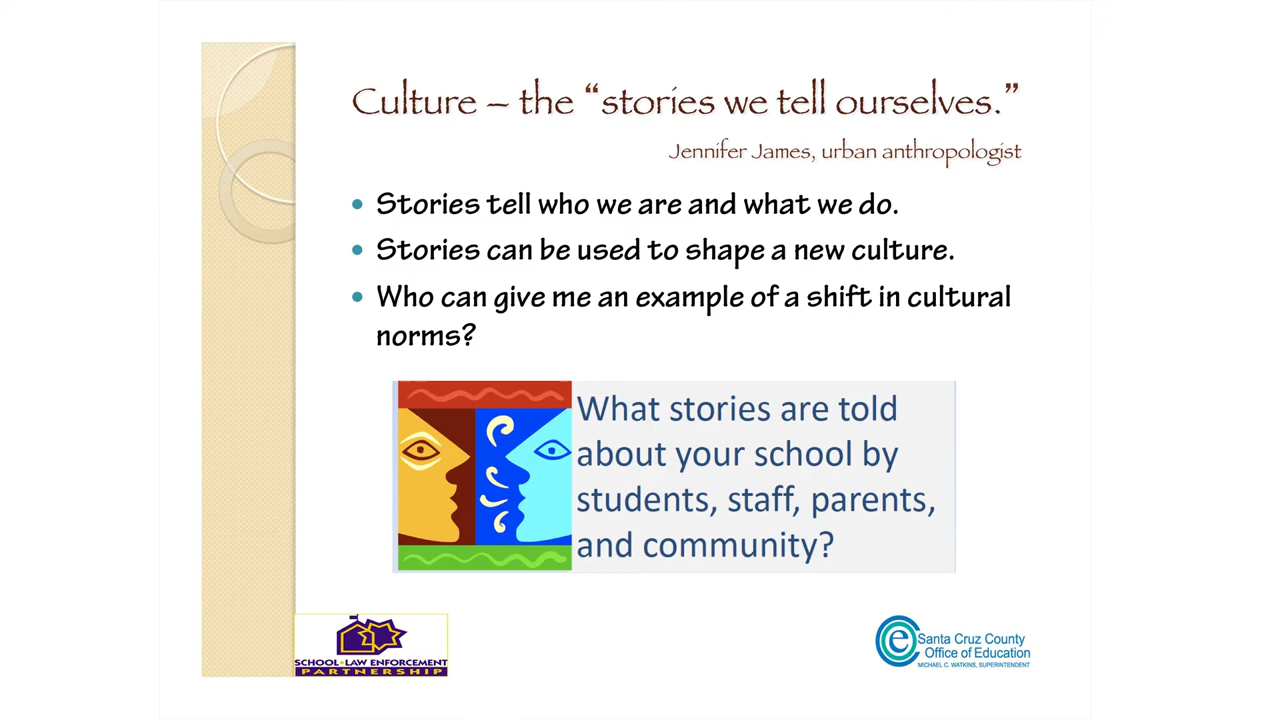 Culture – the “stories we tell ourselves.”
Jennifer James, urban anthropologist
• Stories tell who we are and what we do.
• Stories can be used to shape a new culture.
• Who can give me an example of a shift in cultural
norms?
What stories are told
about your school by
students, staff, parents,
and community?
SCHOOL • LAW ENFORCEMENT
PARTNERSHIP
e Santa Cruz County
Office of Education
MICHAEL C. WATKINS, SUPERINTENDENT